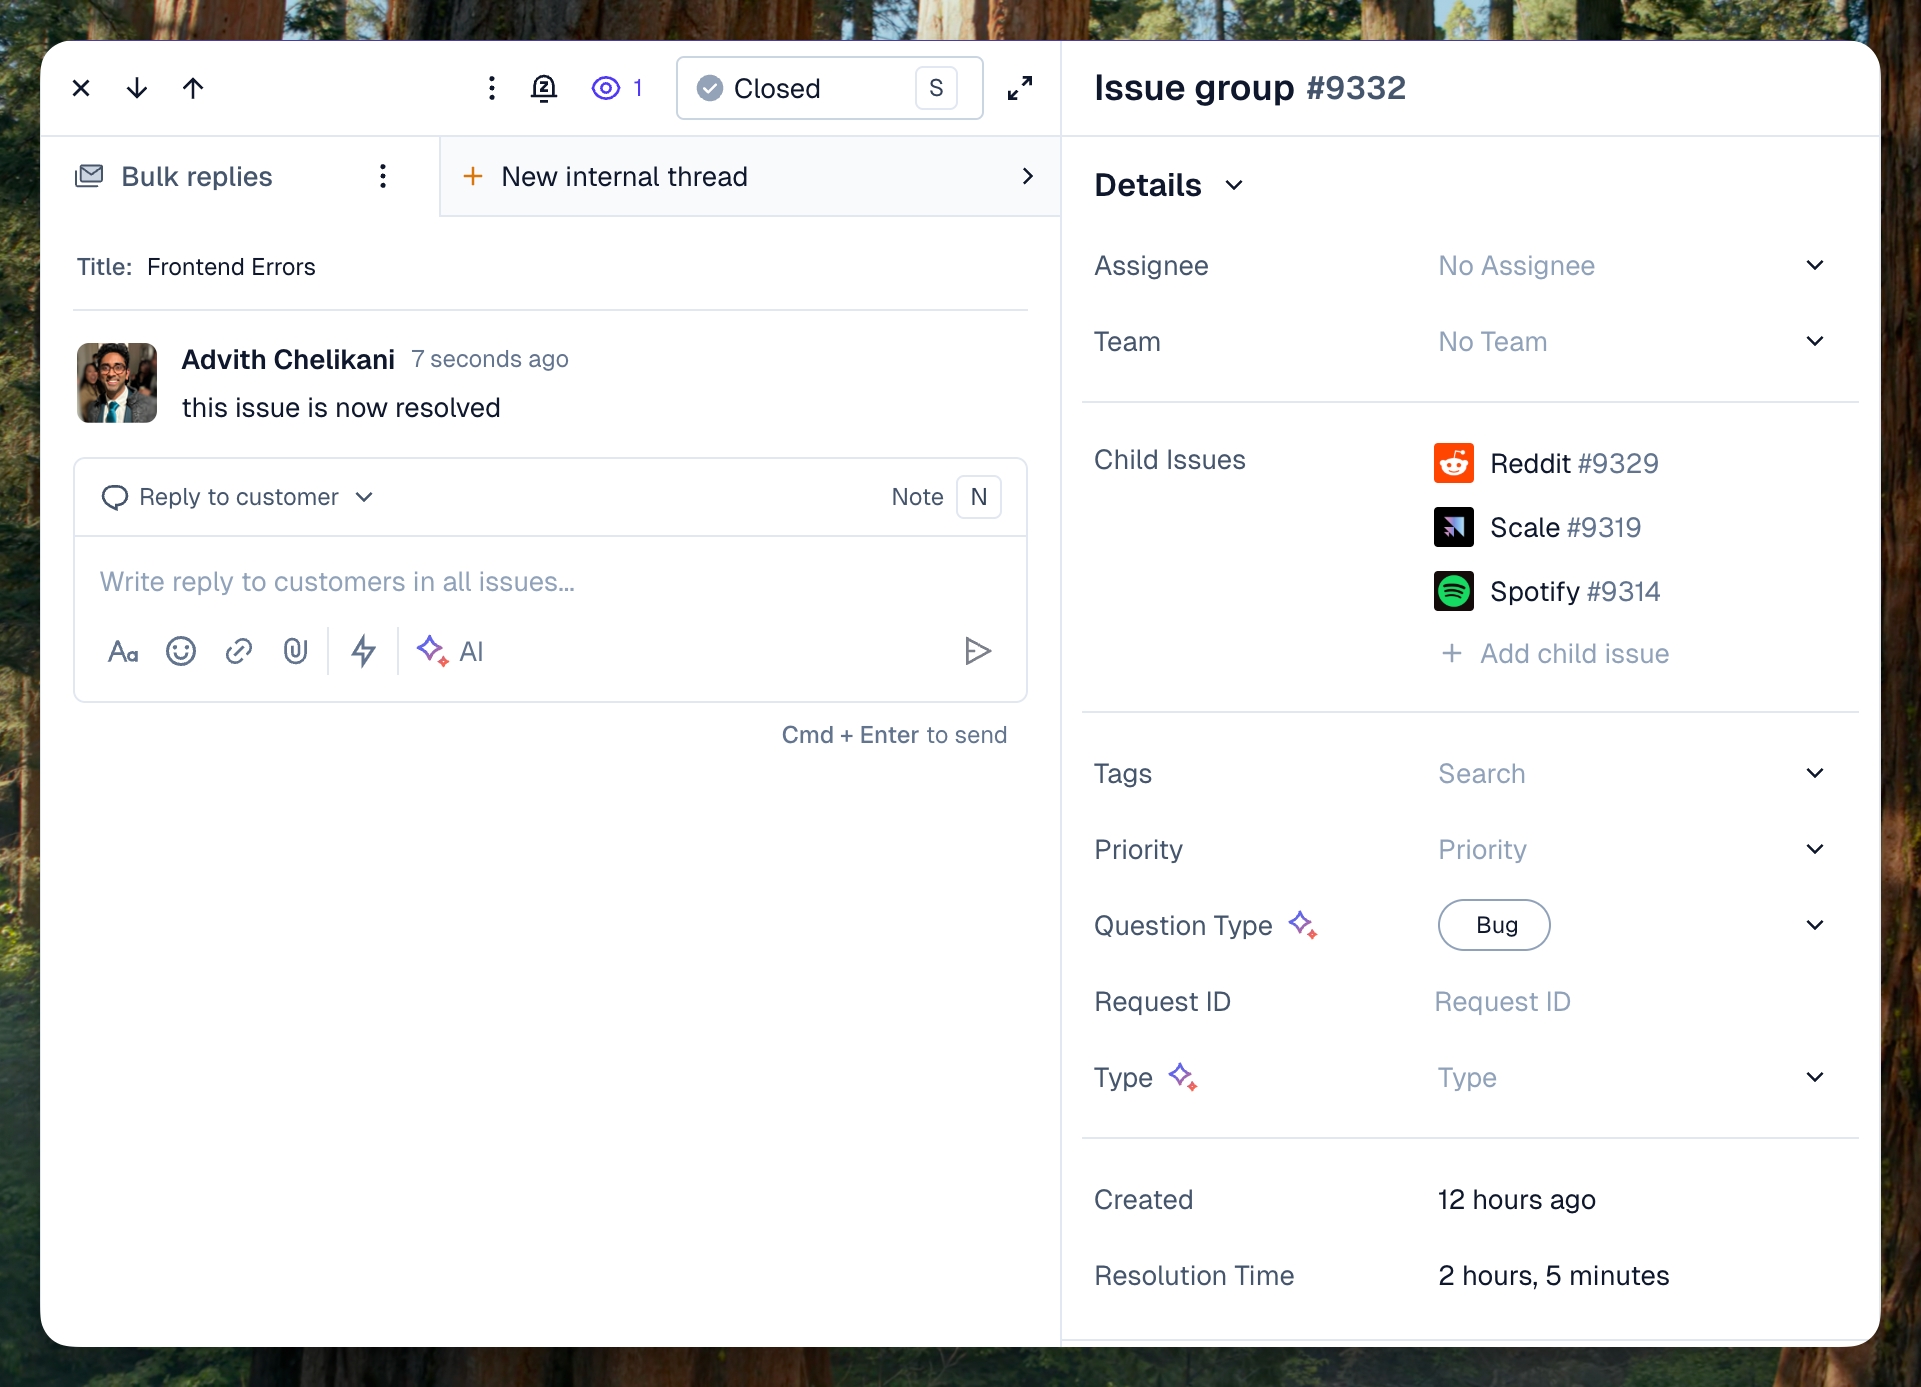 1
Closed
S
Issue group #9332
Bulk replies
+ New internal thread
Details
Title: Frontend Errors
Assignee
No Assignee
Team
No Team
Advith Chelikani 7 seconds ago
this issue is now resolved
Reply to customer
Note N
Write reply to customers in all issues...
Aa
AI
Cmd + Enter to send
Child Issues
Reddit #9329
Scale #9319
Spotify #9314
+ Add child issue
Tags
Search
Priority
Priority
Question Type
Bug
Request ID
Request ID
Type
Type
Created
12 hours ago
Resolution Time
2 hours, 5 minutes